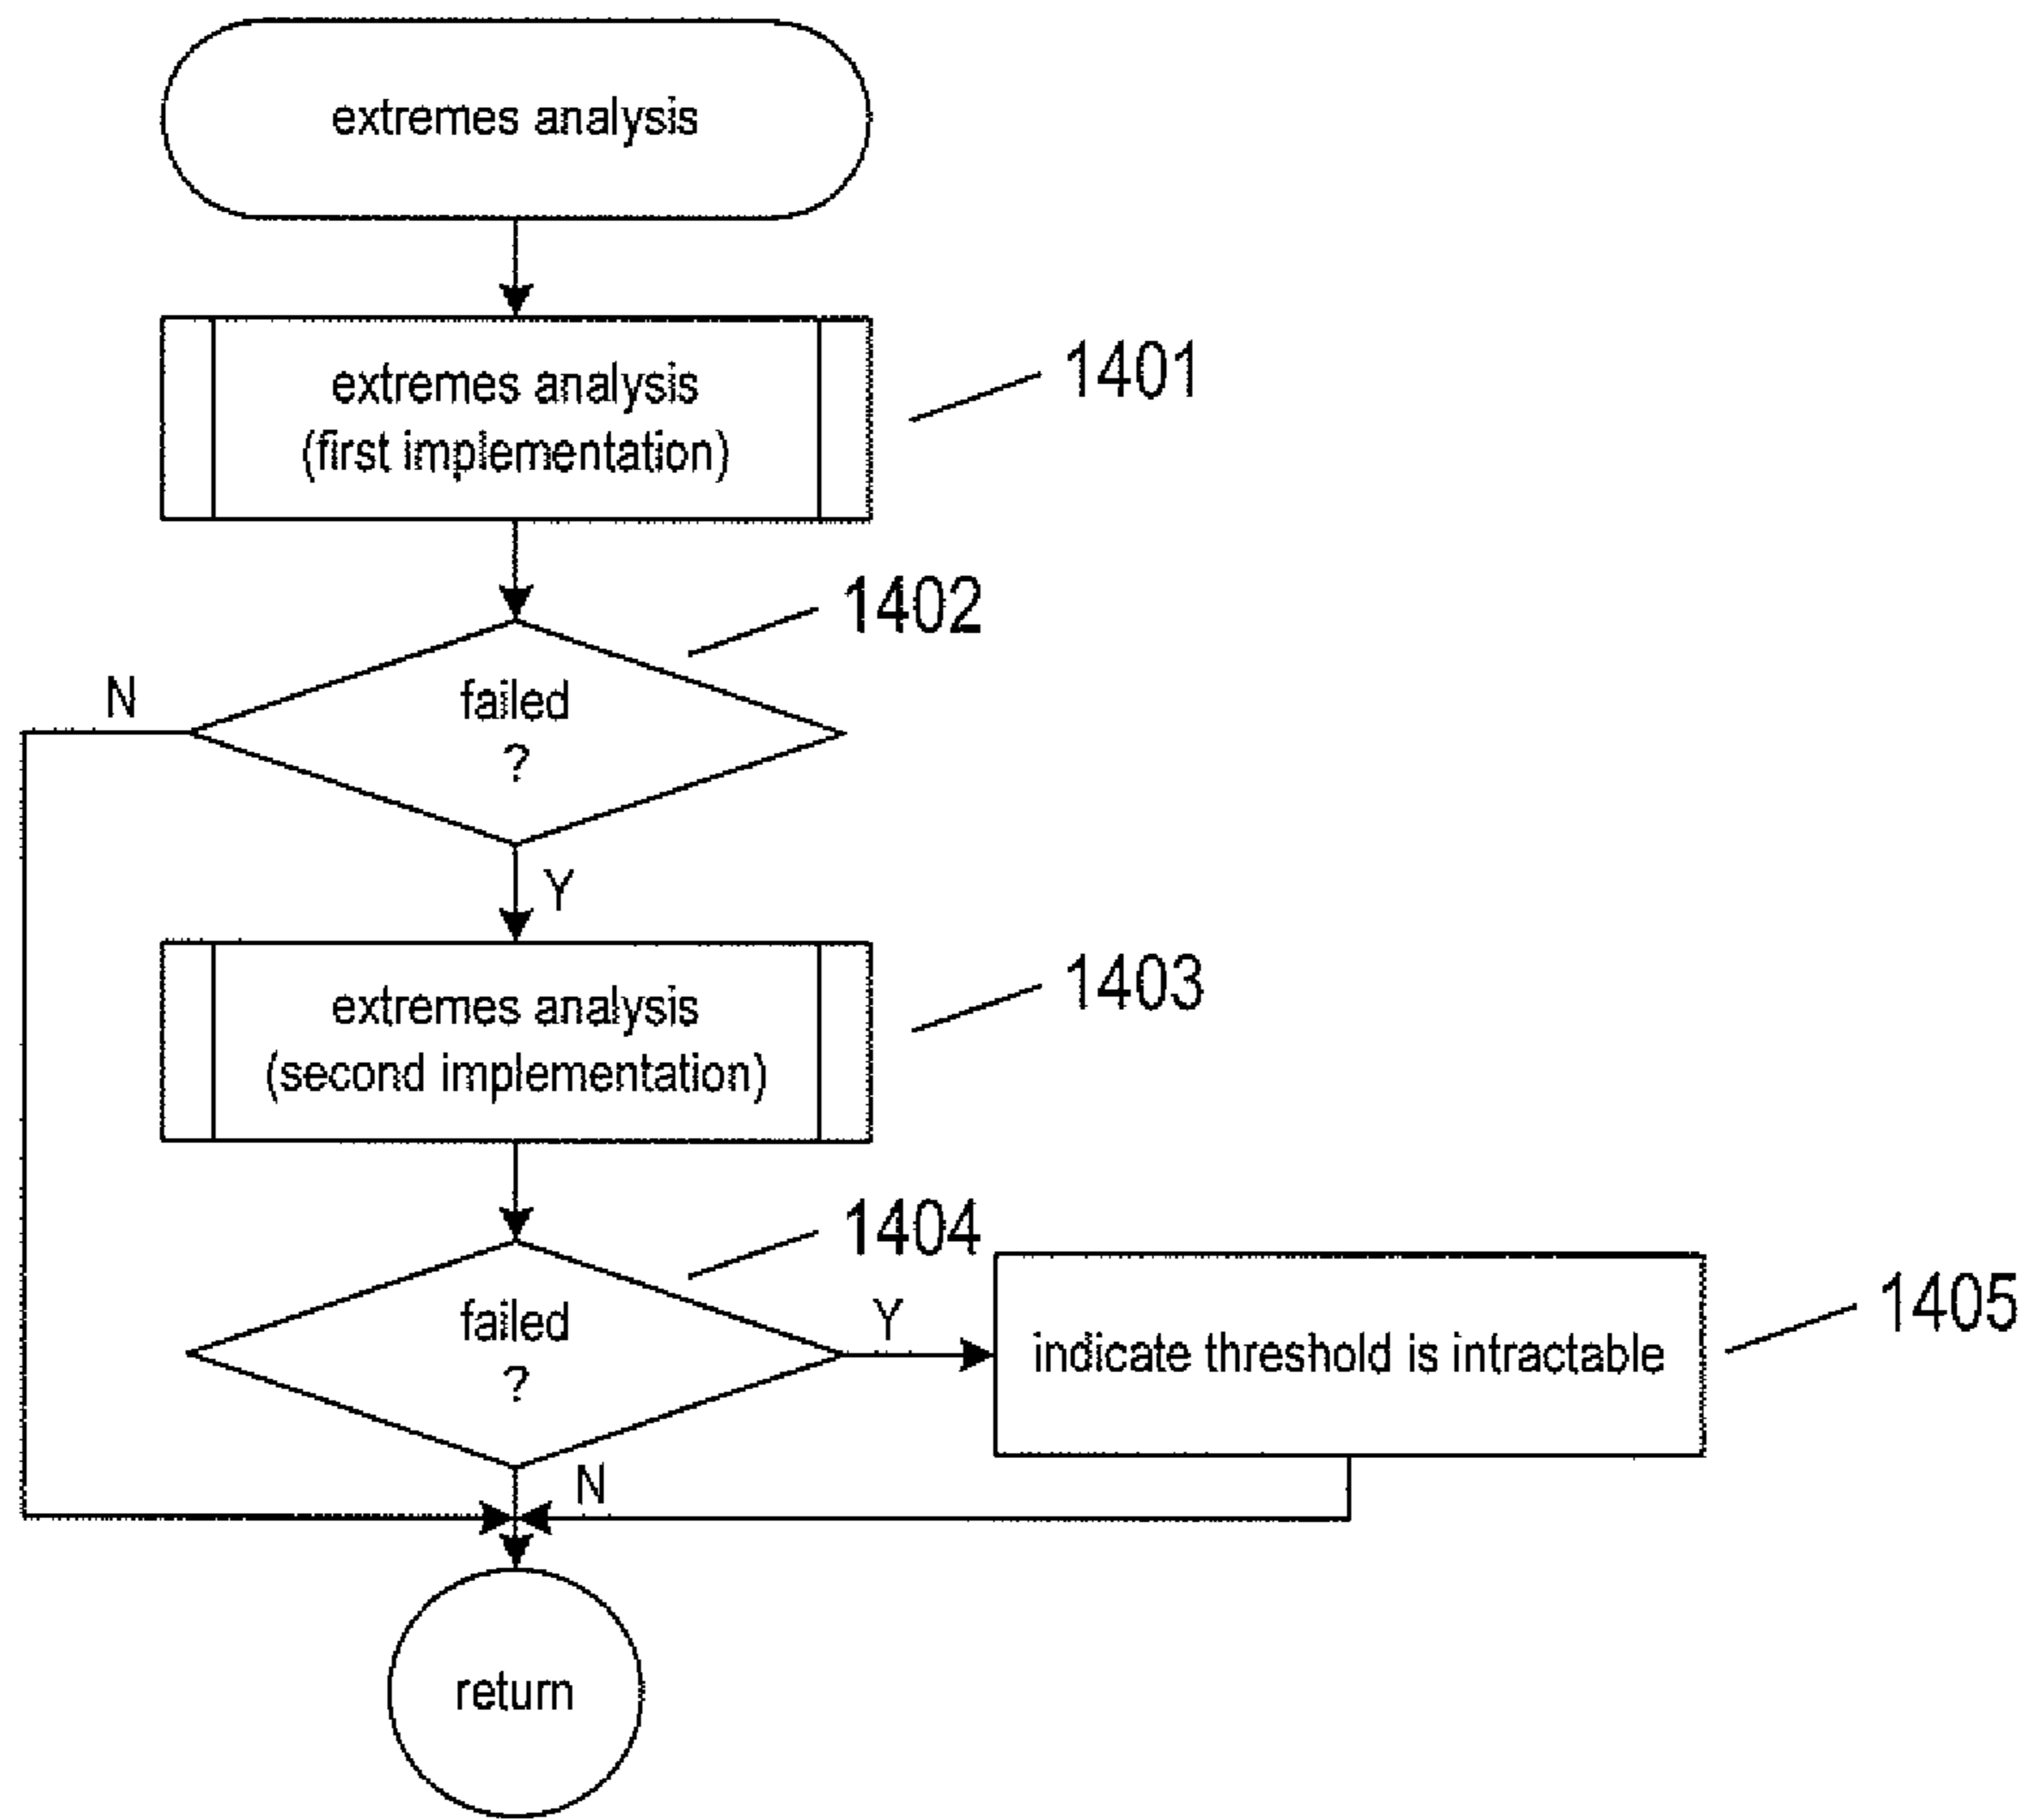 extremes analysis
extremes analysis
(first implementation)
1401
1402
failed
?
N
Y
extremes analysis
(second implementation)
1403
1404
failed
?
Y
indicate threshold is intractable
1405
N
return